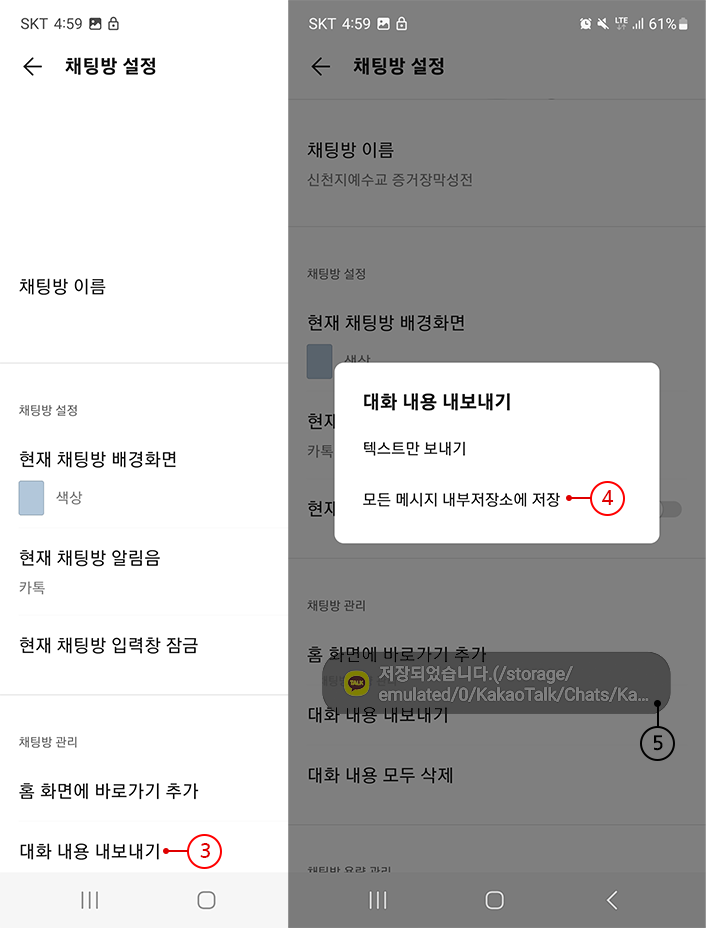 SKT 4:59
채팅방 설정
채팅방 이름
채팅방 설정
현재 채팅방 배경화면
색상
현재 채팅방 알림음
카톡
현재 채팅방 입력창 잠금
채팅방 관리
홈 화면에 바로가기 추가
대화 내용 내보내기
3
SKT 4:59
LTE
61%
채팅방 설정
채팅방 이름
신천지예수교 증거장막성전
채팅방 설정
현재 채팅방 배경화면
색상
대화 내용 내보내기
현재
텍스트만 보내기
카톡
모든 메시지 내부저장소에 저장
4
현재
채팅방 관리
홈 화면에 바로가기 추가
TALK
저장되었습니다.(/storage/
emulated/0/KakaoTalk/Chats/Ka...
대화 내용 내보내기
5
대화 내용 모두 삭제
채팅방 용량 관리